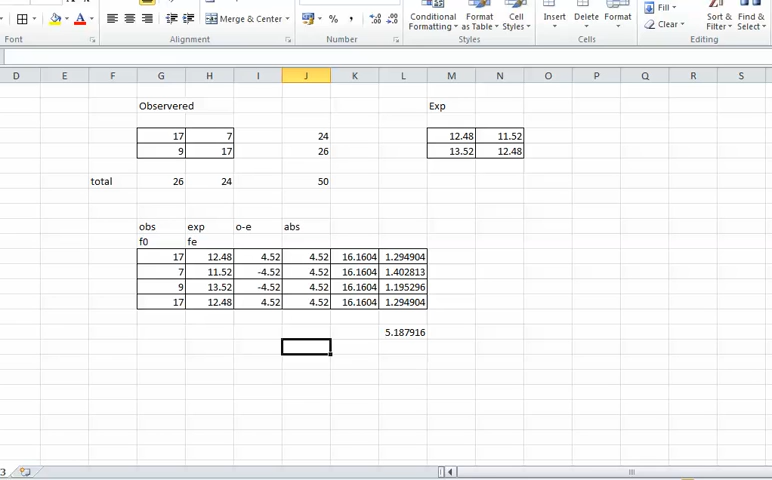 Fill
Conditional Format Cell
Insert Delete Format
Sort & Find &
Merge & Center % , .0 .00
Formatting as Table Styles
Clear
Filter Select
Font Alignment Number Styles Cells Editing
D E F G H I J K L M N O P Q R S
Observered Exp
17 7 24 12.48 11.52
9 17 26 13.52 12.48
total 26 24 50
obs exp o-e abs
f0 fe
17 12.48 4.52 4.52 16.1604 1.294904
7 11.52 -4.52 4.52 16.1604 1.402813
9 13.52 -4.52 4.52 16.1604 1.195296
17 12.48 4.52 4.52 16.1604 1.294904
5.187916
3